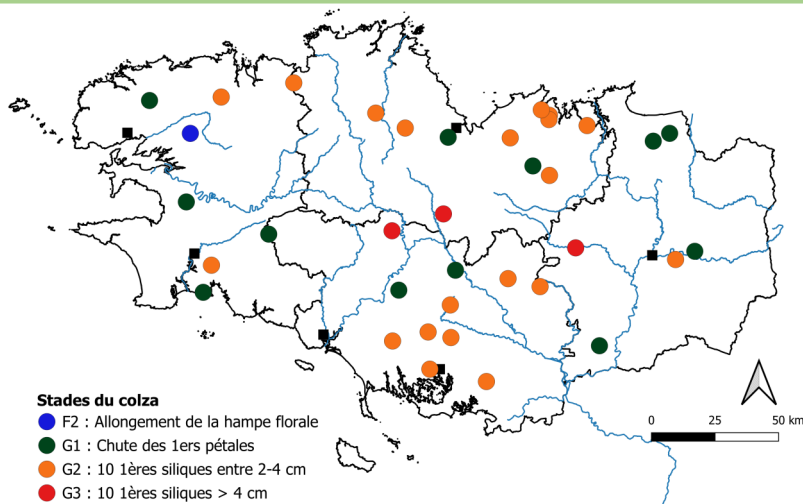 Stades du colza
F2 : Allongement de la hampe florale
G1 : Chute des 1ers pétales
G2 : 10 1ères siliques entre 2-4 cm
G3 : 10 1ères siliques > 4 cm
0 25 50 km